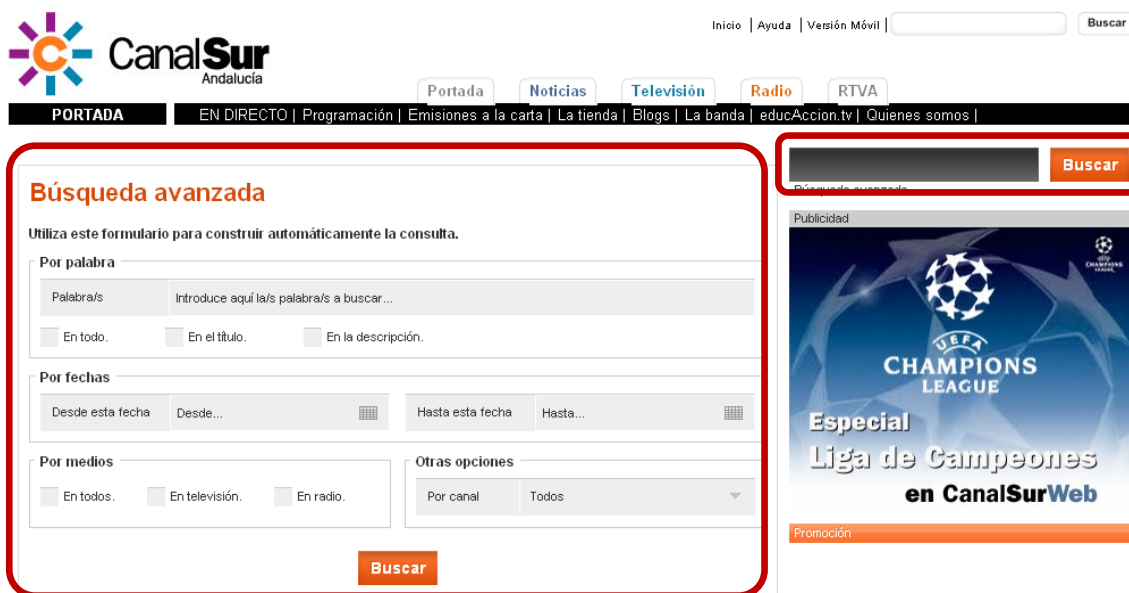 Inicio | Ayuda | Versión Móvil | Buscar
CanalSur
Andalucía
Portada Noticias Televisión Radio RTVA
PORTADA EN DIRECTO | Programación | Emisiones a la carta | La tienda | Blogs | La banda | educAccion.tv | Quienes somos |
Buscar
Búsqueda avanzada
Búsqueda avanzada
Utiliza este formulario para construir automáticamente la consulta.
Por palabra
Palabra/s Introduce aquí la/s palabra/s a buscar...
En todo. En el título. En la descripción.
Por fechas
Desde esta fecha Desde... Hasta esta fecha Hasta...
Por medios Otras opciones
En todos. En televisión. En radio. Por canal Todos
Buscar
Publicidad
UEFA
CHAMPIONS
LEAGUE
UEFA
CHAMPIONS
LEAGUE
Especial
Liga de Campeones
en CanalSurWeb
Promoción